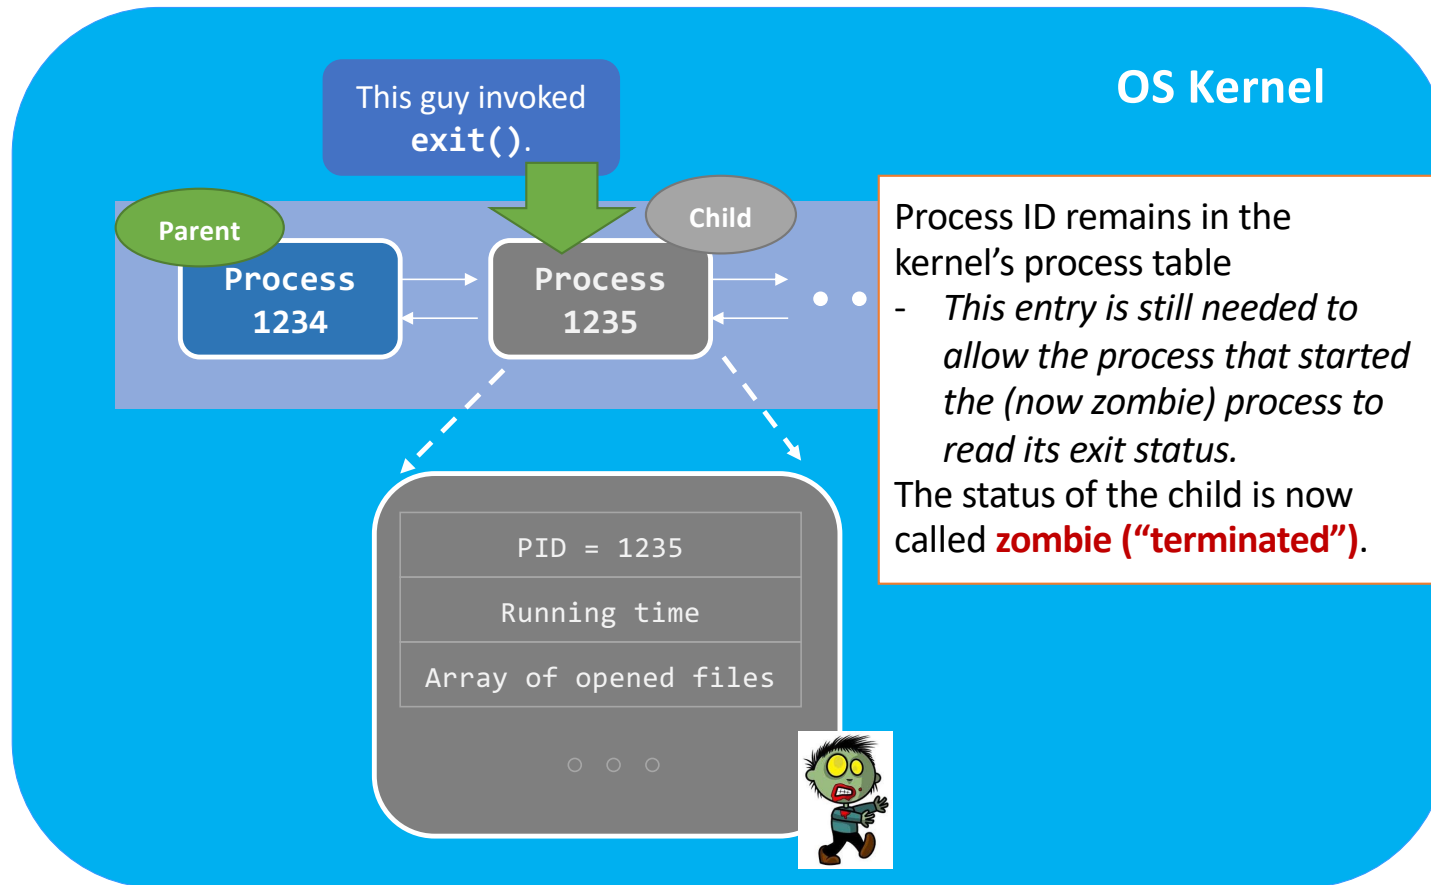 OS Kernel
This guy invoked
exit().
Parent
Child
Process
1234
Process
1235
Process ID remains in the
kernel’s process table
- This entry is still needed to
allow the process that started
the (now zombie) process to
read its exit status.
The status of the child is now
called zombie (“terminated”).
PID = 1235
Running time
Array of opened files